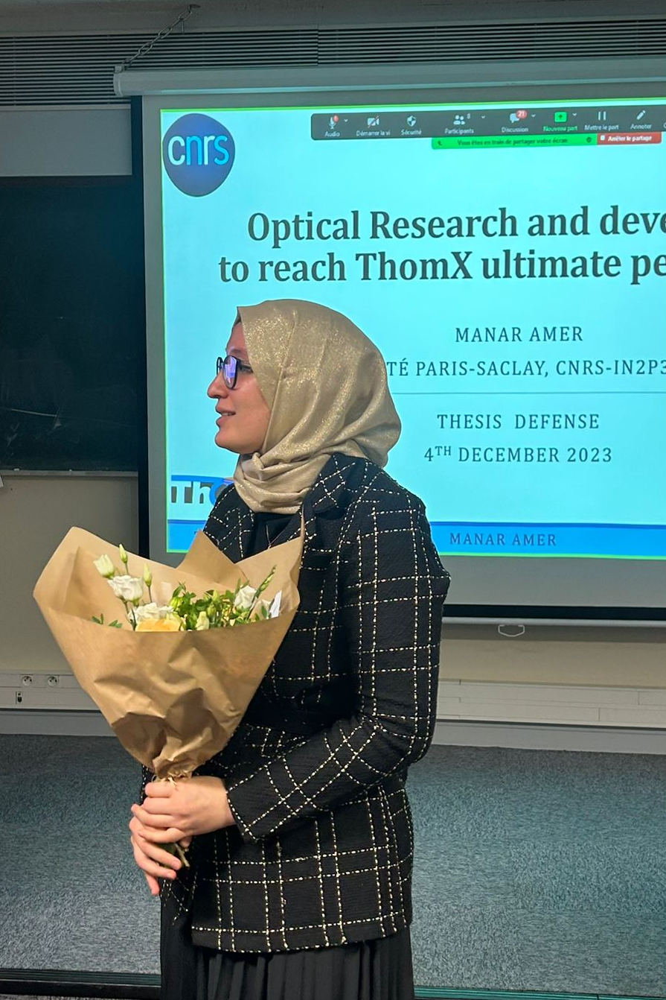 cnrs
Audio Démarrer la vi Sécurité Participants 8 Discussion 21 Nouveau part Mettre le part Annoter
Vous êtes en train de partager votre écran Arrêter le partage
Optical Research and deve
to reach ThomX ultimate pe
MANAR AMER
TÉ PARIS-SACLAY, CNRS-IN2P3
THESIS DEFENSE
4TH DECEMBER 2023
Th
MANAR AMER